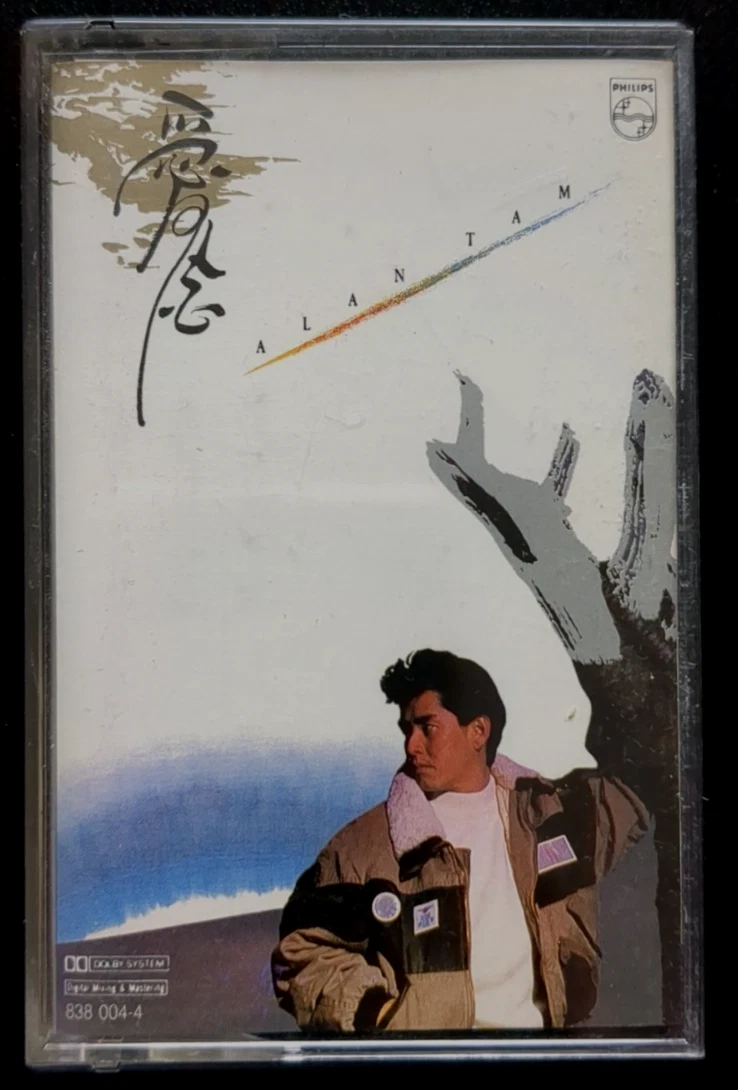 愛念
PHILIPS
ALAN TAM
DOLBY SYSTEM
Digital Mixing & Mastering
838 004-4